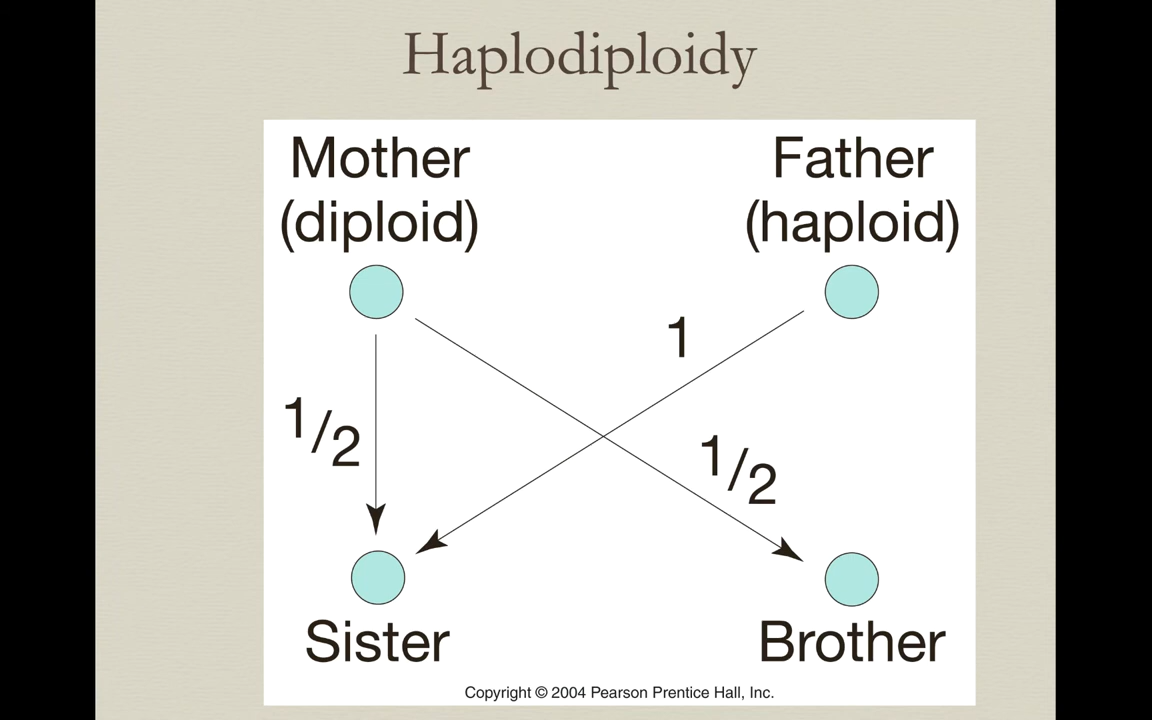 Haplodiploidy
Mother
(diploid)
Father
(haploid)
1
1/2
1/2
Sister
Brother
Copyright © 2004 Pearson Prentice Hall, Inc.